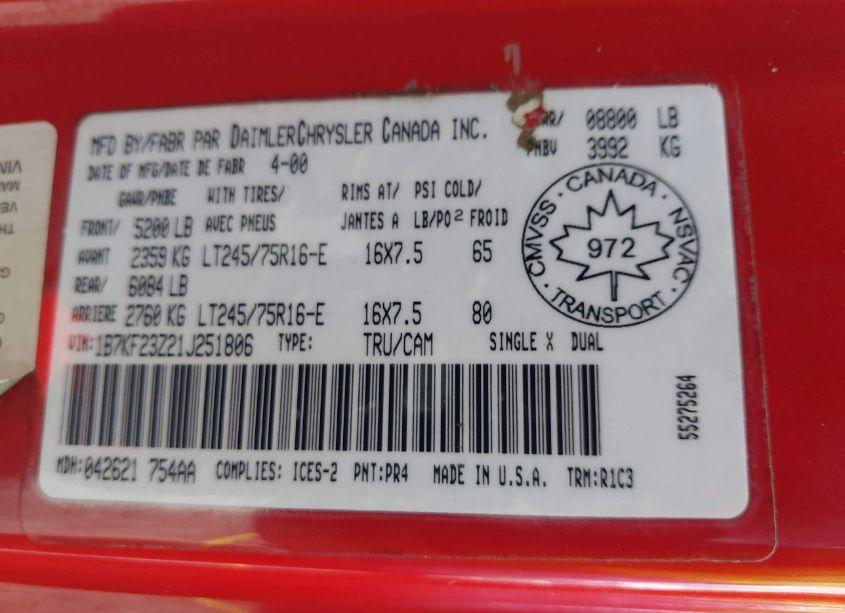 MFD BY/FABR PAR DAIMLERCHRYSLER CANADA INC.
08800 LB
DATE OF MFG/DATE DE FABR 4-00
PNBV 3992 KG
GAWR/PNBE WITH TIRES/ RIMS AT/ PSI COLD/
FRONT/ 5200 LB AVEC PNEUS JANTES A LB/PO2 FROID
AVANT 2359 KG LT245/75R16-E 16X7.5 65
REAR/ 6084 LB
ARRIERE 2760 KG LT245/75R16-E 16X7.5 80
VIN:1B7KF23Z21J251806 TYPE: TRU/CAM SINGLE X DUAL
CMVSS · CANADA · NSVAC · TRANSPORT ·
972
MDH:042621 754AA COMPLIES: ICES-2 PNT:PR4 MADE IN U.S.A. TRM:R1C3
55275264
VIN